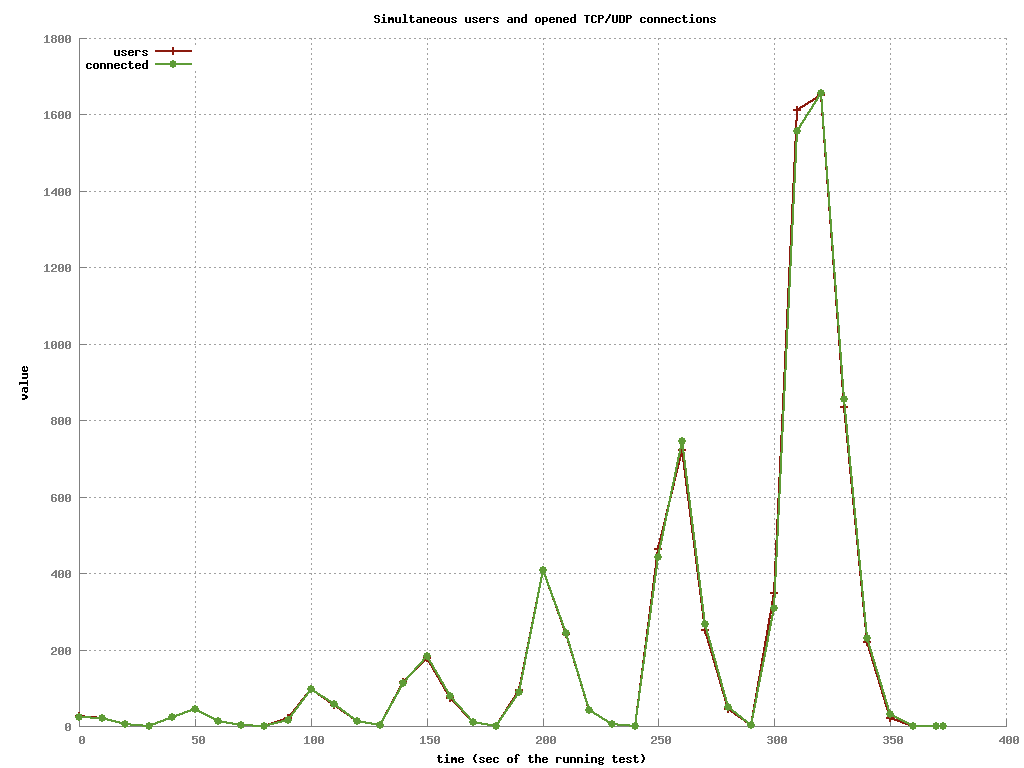 Simultaneous users and opened TCP/UDP connections
1800
users
connected
1600
1400
1200
1000
value
800
600
400
200
0
0 50 100 150 200 250 300 350 400
time (sec of the running test)